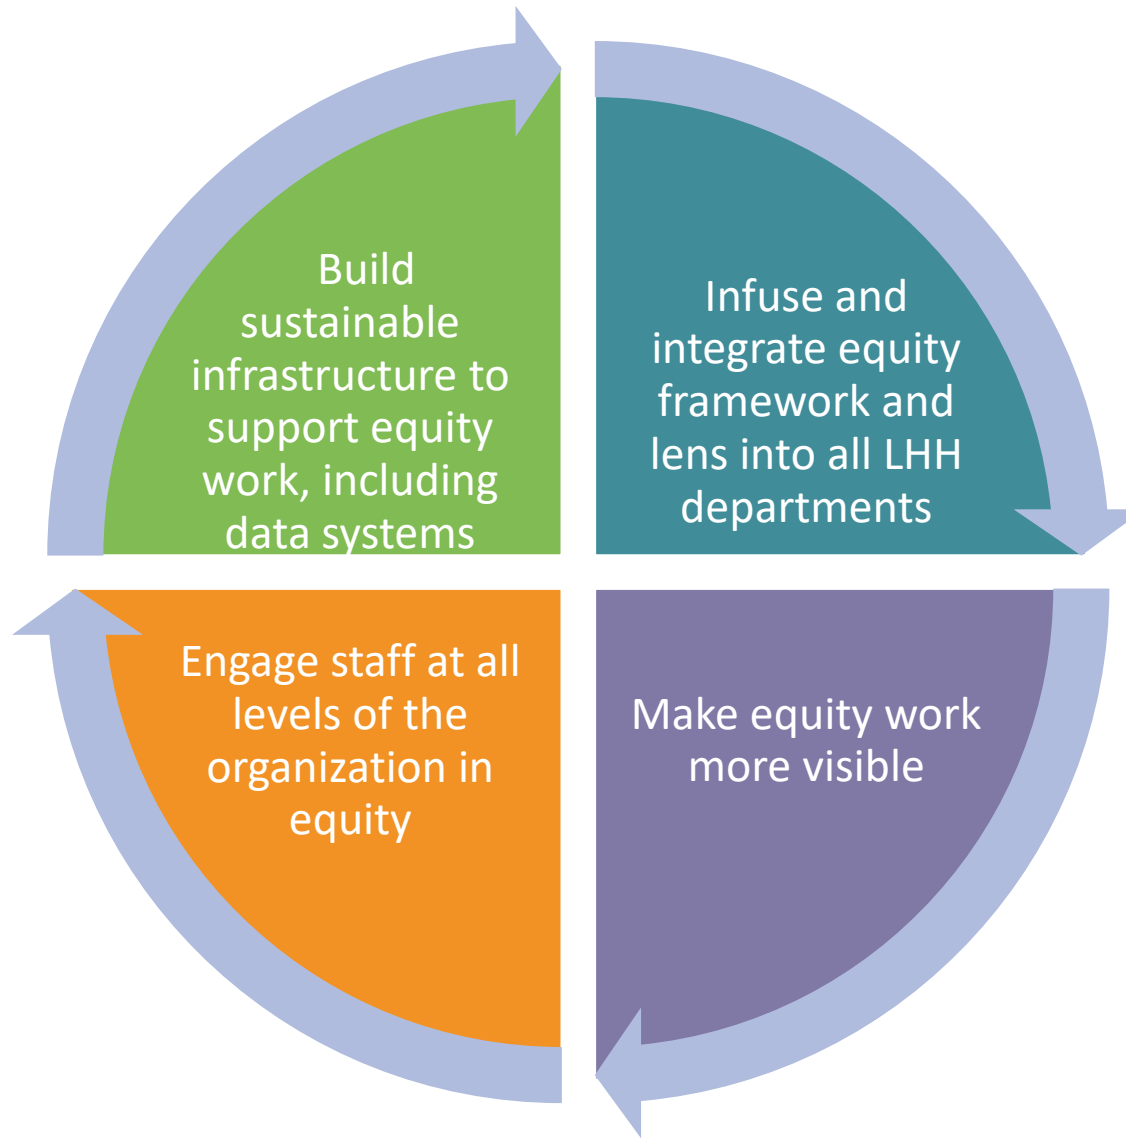 Build
sustainable
infrastructure to
support equity
work, including
data systems
Infuse and
integrate equity
framework and
lens into all LHH
departments
Engage staff at all
levels of the
organization in
equity
Make equity work
more visible